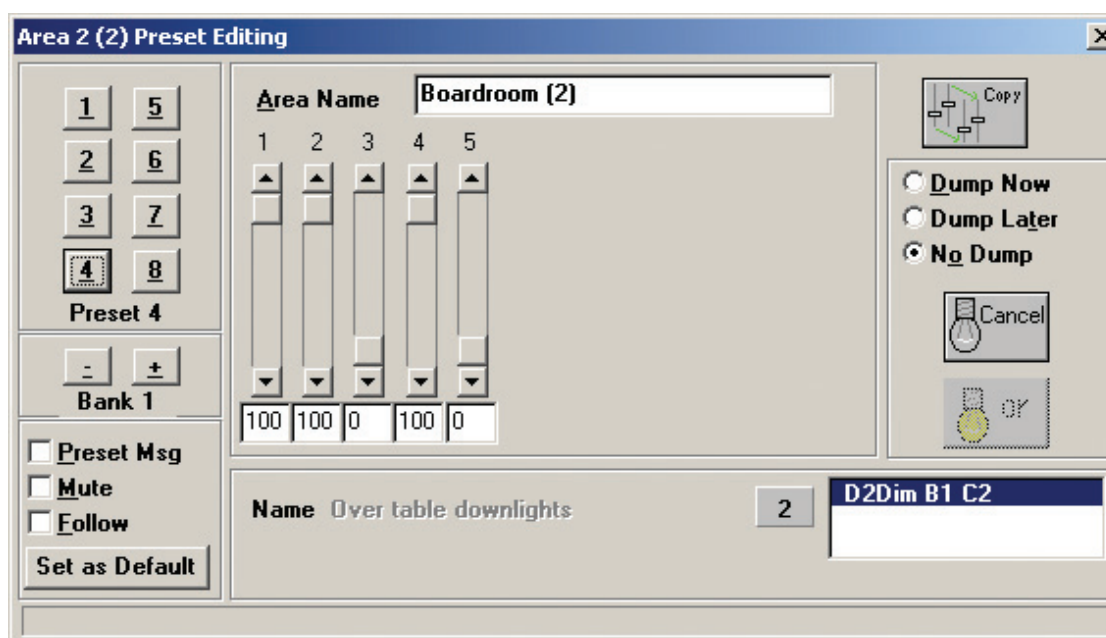 Area 2 (2) Preset Editing
1 5
2 6
3 7
4 8
Preset 4
- +
Bank 1
Preset Msg
Mute
Follow
Set as Default
Area Name Boardroom (2)
1 2 3 4 5
100 100 0 100 0
Name Over table downlights 2 D2Dim B1 C2
Copy
Dump Now
Dump Later
No Dump
Cancel
OK